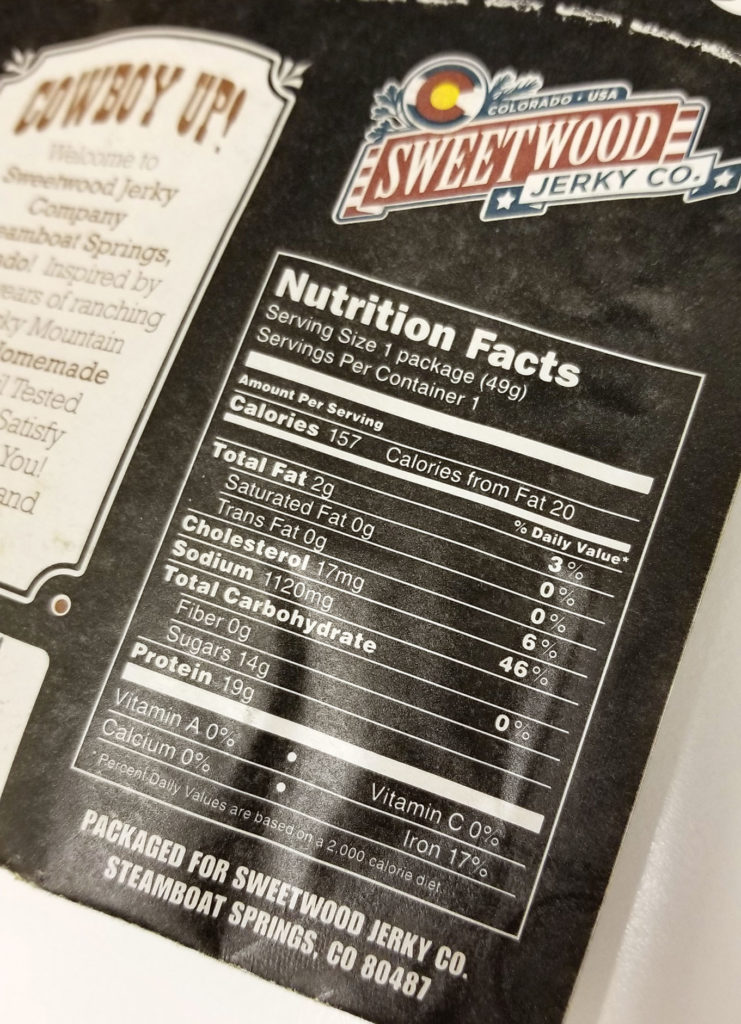 COWBOY UP!
Welcome to
Sweetwood Jerky
Company
eamboat Springs,
do! Inspired by
ears of ranching
ky Mountain
Homemade
l Tested
Satisfy
You!
and
COLORADO • USA
SWEETWOOD
JERKY CO.
Nutrition Facts
Serving Size 1 package (49g)
Servings Per Container 1
Amount Per Serving
Calories 157 Calories from Fat 20
% Daily Value*
Total Fat 2g 3%
Saturated Fat 0g 0%
Trans Fat 0g 0%
Cholesterol 17mg 6%
Sodium 1120mg 46%
Total Carbohydrate
Fiber 0g 0%
Sugars 14g
Protein 19g
Vitamin A 0% • Vitamin C 0%
Calcium 0% • Iron 17%
*Percent Daily Values are based on a 2,000 calorie diet.
PACKAGED FOR SWEETWOOD JERKY CO.
STEAMBOAT SPRINGS, CO 80487